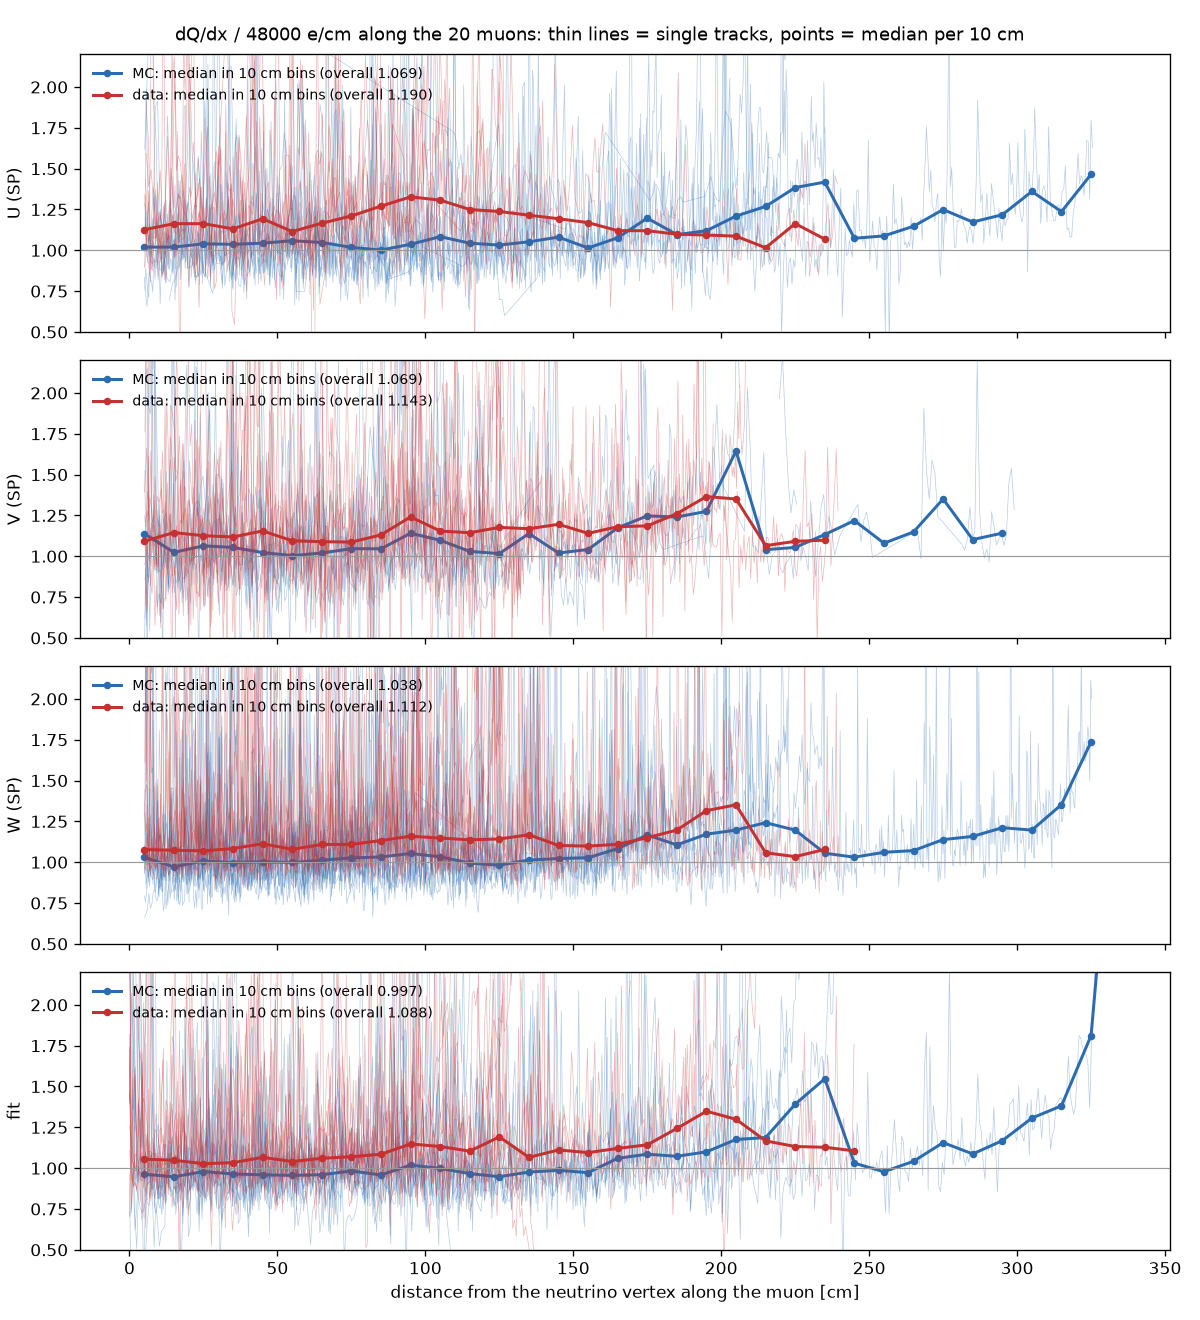 dQ/dx / 48000 e/cm along the 20 muons: thin lines = single tracks, points = median per 10 cm
MC: median in 10 cm bins (overall 1.069)
data: median in 10 cm bins (overall 1.190)
U (SP)
2.00
1.75
1.50
1.25
1.00
0.75
0.50
MC: median in 10 cm bins (overall 1.069)
data: median in 10 cm bins (overall 1.143)
V (SP)
2.00
1.75
1.50
1.25
1.00
0.75
0.50
MC: median in 10 cm bins (overall 1.038)
data: median in 10 cm bins (overall 1.112)
W (SP)
2.00
1.75
1.50
1.25
1.00
0.75
0.50
MC: median in 10 cm bins (overall 0.997)
data: median in 10 cm bins (overall 1.088)
fit
2.00
1.75
1.50
1.25
1.00
0.75
0.50
0 50 100 150 200 250 300 350
distance from the neutrino vertex along the muon [cm]